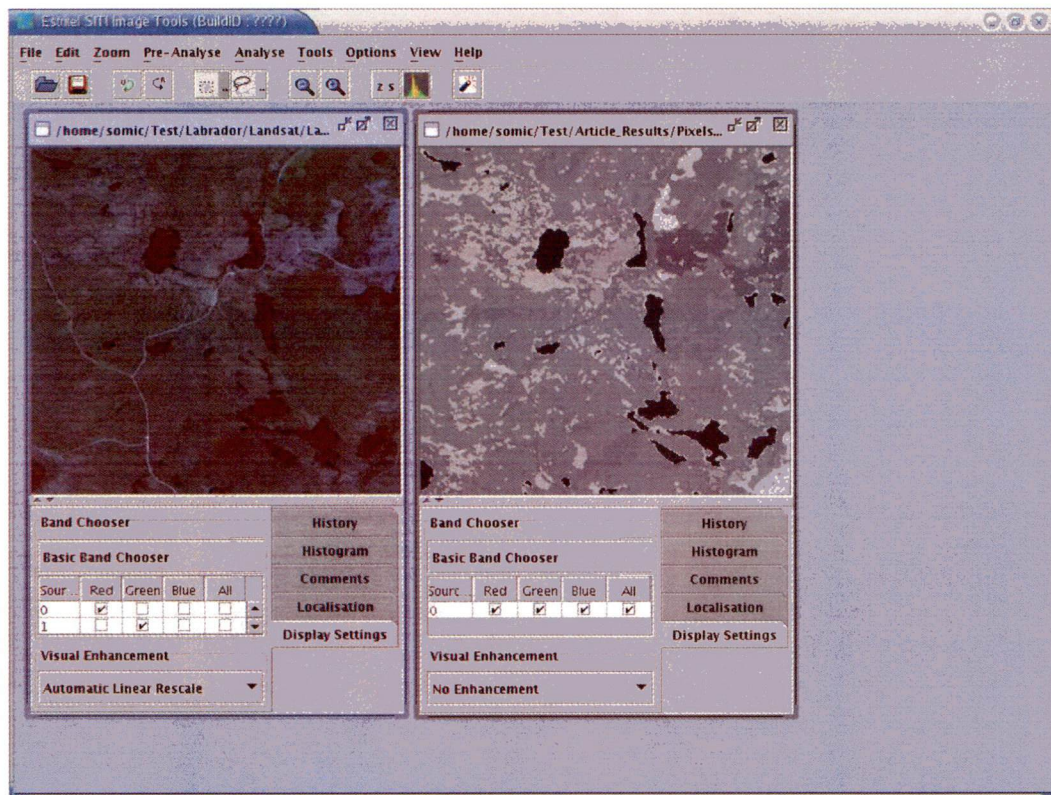 SITI Image Tools (BuildID : ????)
File Edit Zoom Pre-Analyse Analyse Tools Options View Help
z s
/home/somic/Test/Labrador/Landsat/La...
Band Chooser
Basic Band Chooser
Sour... Red Green Blue All
0
1
Visual Enhancement
Automatic Linear Rescale
History
Histogram
Comments
Localisation
Display Settings
/home/somic/Test/Article_Results/Pixels...
Band Chooser
Basic Band Chooser
Sourc... Red Green Blue All
0
Visual Enhancement
No Enhancement
History
Histogram
Comments
Localisation
Display Settings